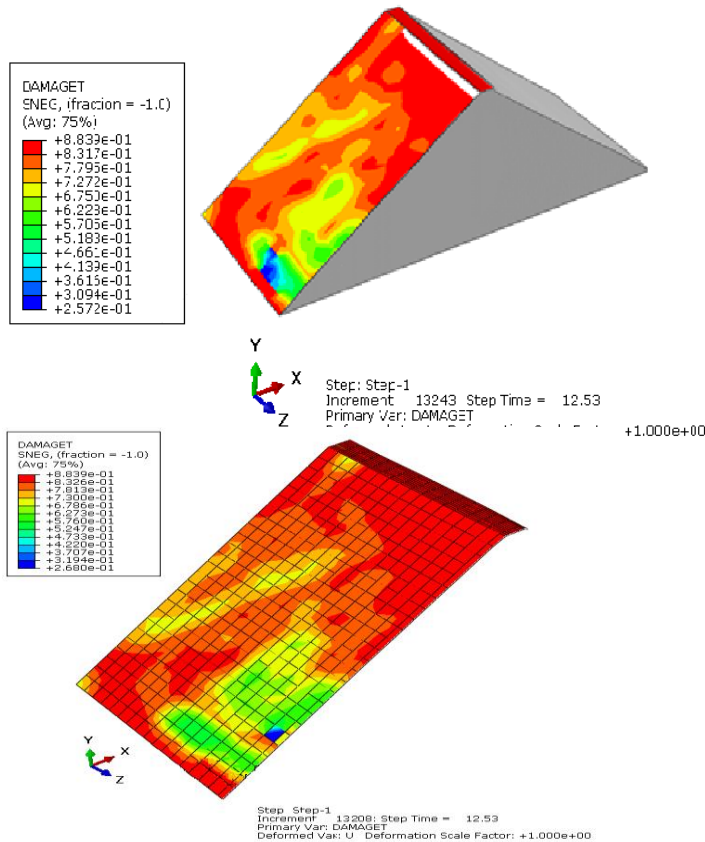 DAMAGET
SNEG, (fraction = -1.0)
(Avg: 75%)
+8.839e-01
+8.317e-01
+7.795e-01
+7.272e-01
+6.750e-01
+6.228e-01
+5.705e-01
+5.183e-01
+4.661e-01
+4.139e-01
+3.616e-01
+3.094e-01
+2.572e-01
Y
X
Z
Step: Step-1
Increment 13243 Step Time = 12.53
Primary Var: DAMAGET
+1.000e+00
DAMAGET
SNEG, (fraction = -1.0)
(Avg: 75%)
+8.839e-01
+8.326e-01
+7.813e-01
+7.300e-01
+6.786e-01
+6.273e-01
+5.760e-01
+5.247e-01
+4.733e-01
+4.220e-01
+3.707e-01
+3.194e-01
+2.680e-01
Y
X
Z
Step Step-1
Increment 13208: Step Time = 12.53
Primary Var: DAMAGET
Deformed Var: U Deformation Scale Factor: +1.000e+00